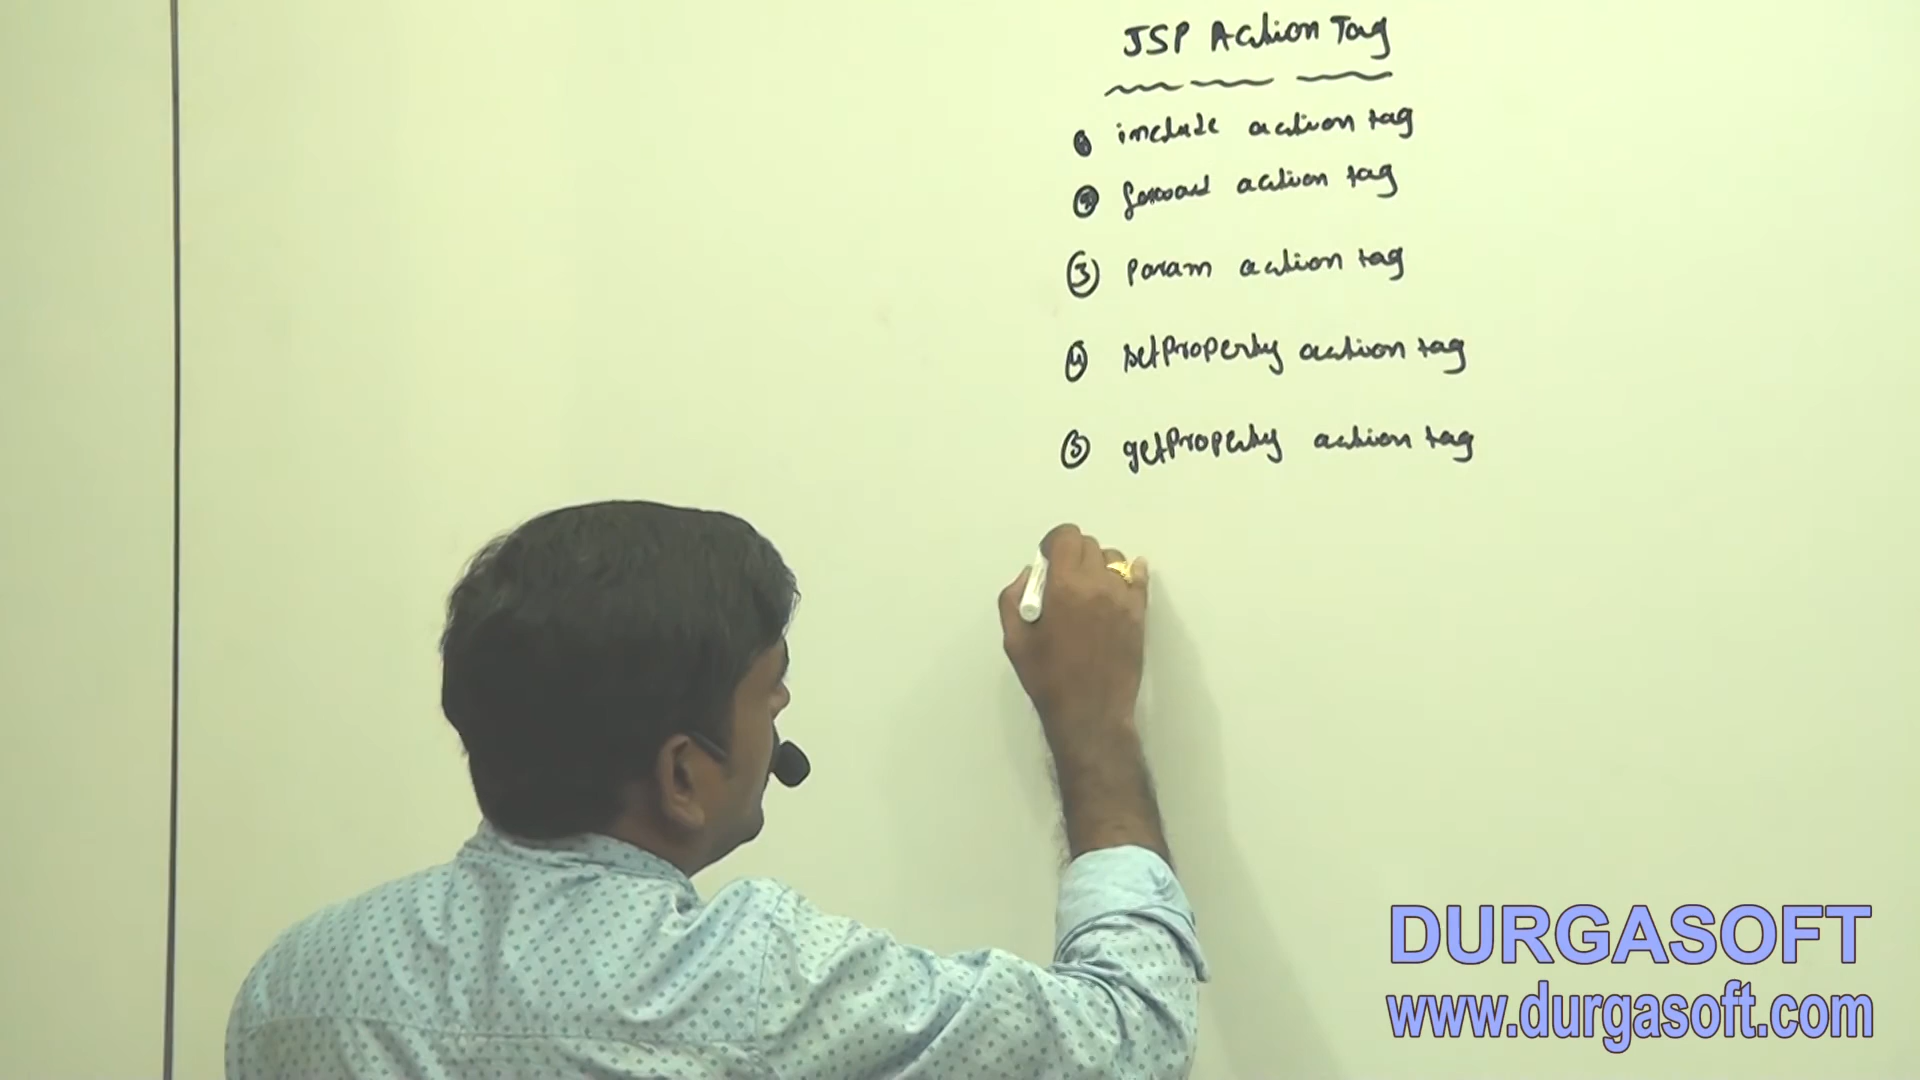 JSP Action Tag
① include action tag
② forward action tag
③ param action tag
④ setProperty action tag
⑤ getProperty action tag
DURGASOFT
www.durgasoft.com